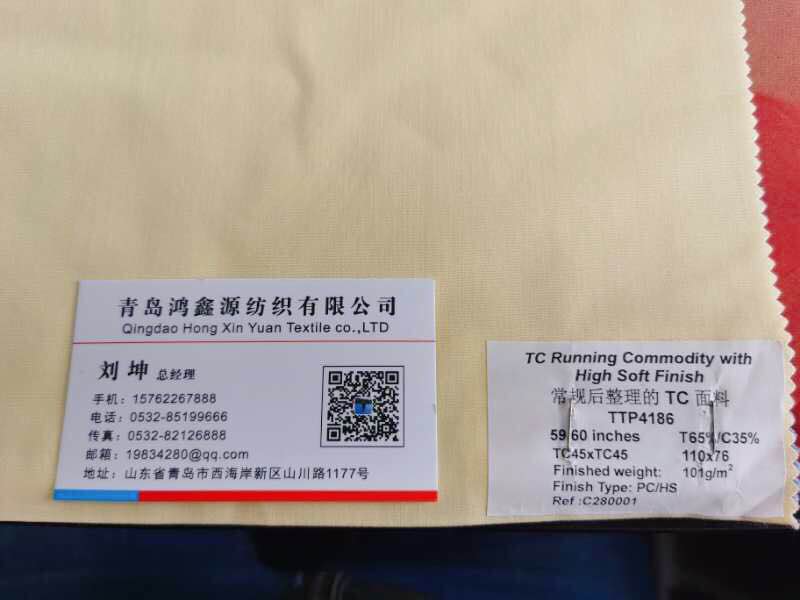 青岛鸿鑫源纺织有限公司
Qingdao Hong Xin Yuan Textile co.,LTD
刘坤 总经理
手机：15762267888
电话：0532-85199666
传真：0532-82126888
邮箱：19834280@qq.com
地址：山东省青岛市西海岸新区山川路1177号
TC Running Commodity with
High Soft Finish
常规后整理的 TC 面料
TTP4186
59/60 inches T65%/C35%
TC45xTC45 110x76
Finished weight: 101g/m²
Finish Type: PC/HS
Ref :C280001